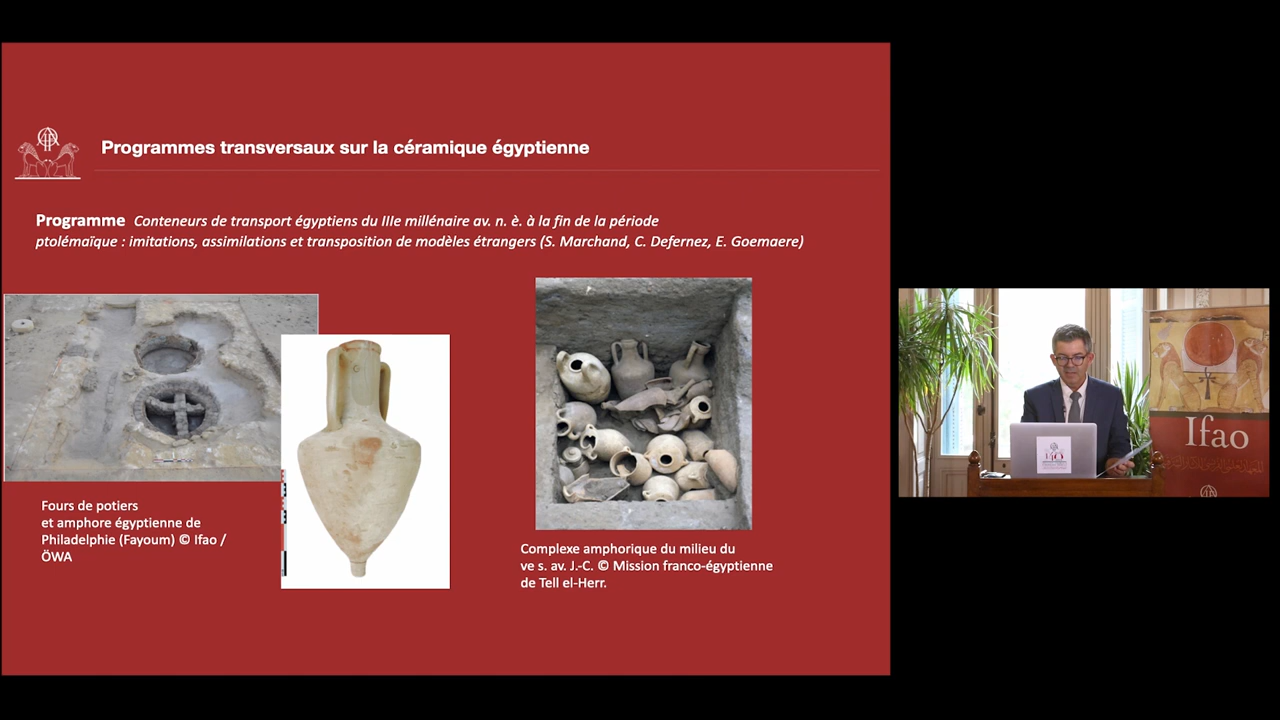 Programmes transversaux sur la céramique égyptienne
Programme Conteneurs de transport égyptiens du IIIe millénaire av. n. è. à la fin de la période
ptolémaïque : imitations, assimilations et transposition de modèles étrangers (S. Marchand, C. Defernez, E. Goemaere)
Fours de potiers
et amphore égyptienne de
Philadelphie (Fayoum) © Ifao /
ÖWA
Complexe amphorique du milieu du
ve s. av. J.-C. © Mission franco-égyptienne
de Tell el-Herr.
Ifao